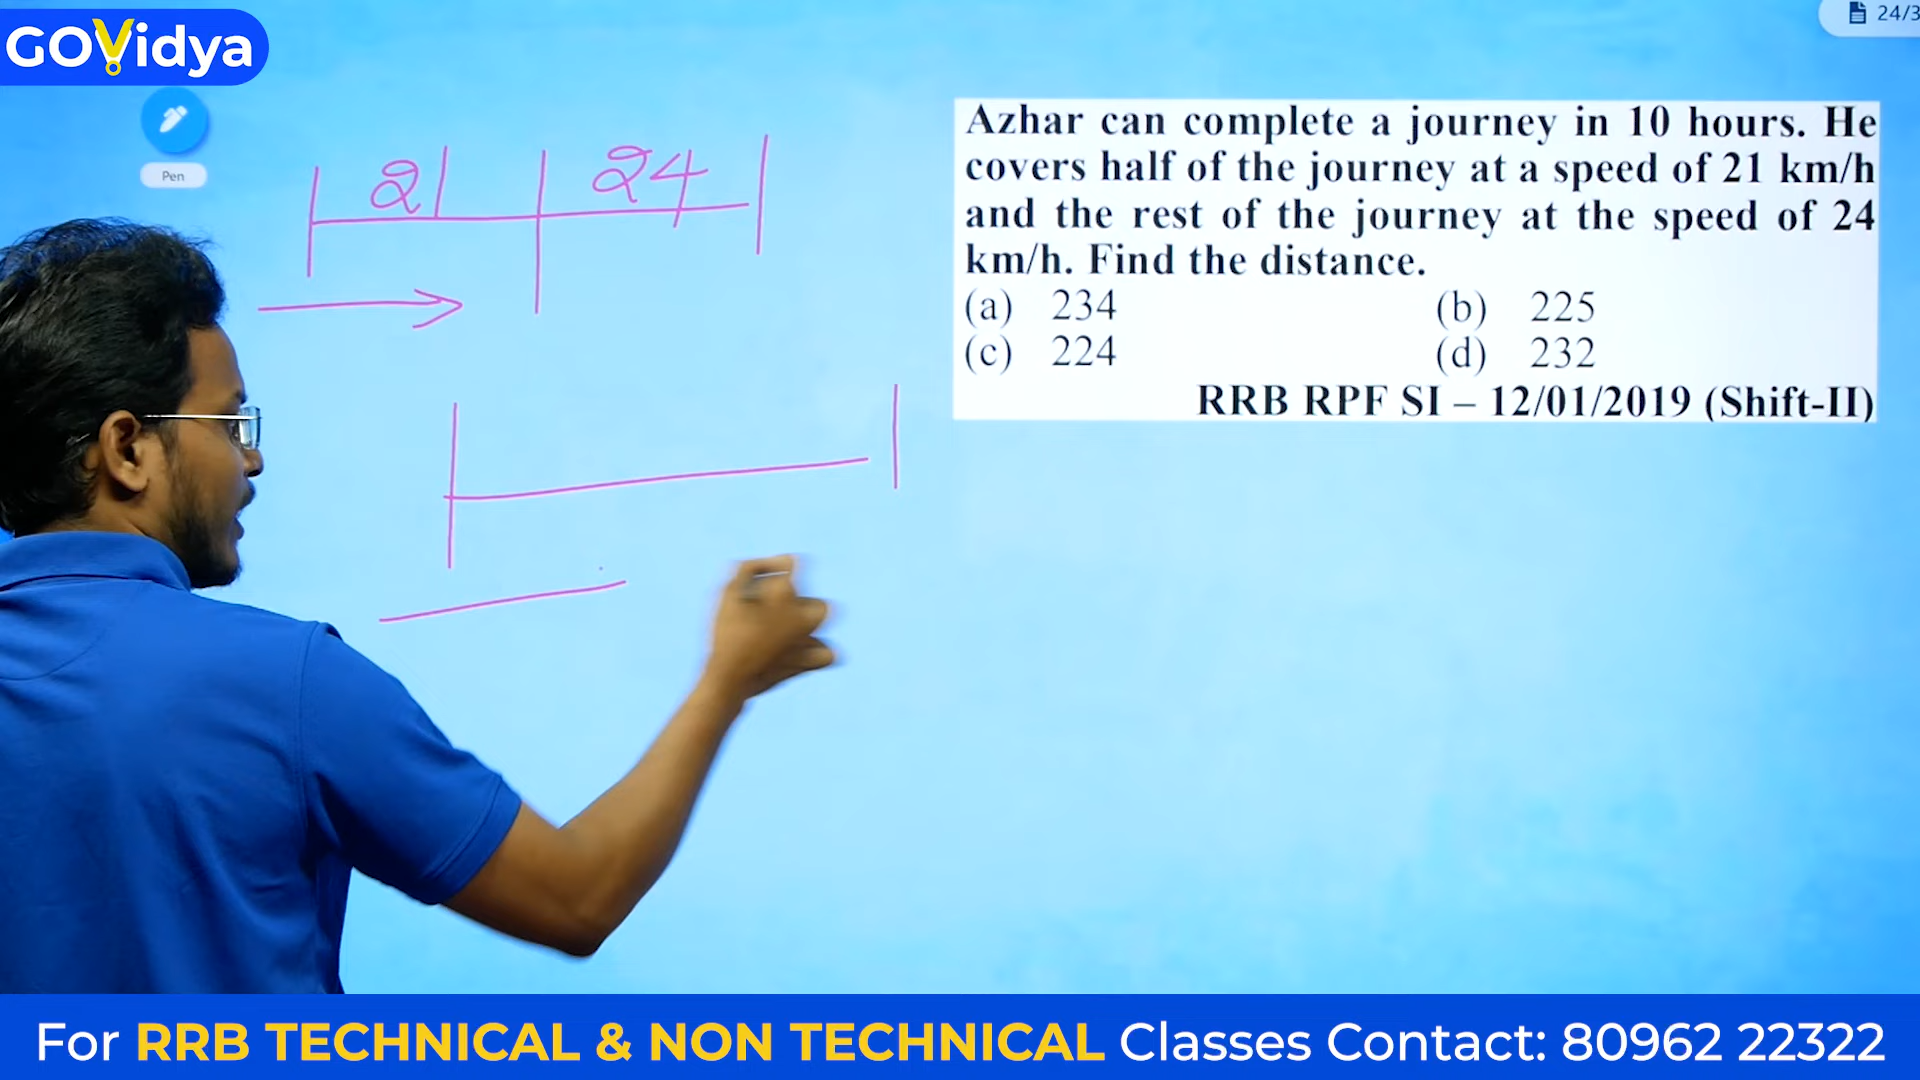 GOVidya
24/3
Pen
21 24
Azhar can complete a journey in 10 hours. He
covers half of the journey at a speed of 21 km/h
and the rest of the journey at the speed of 24
km/h. Find the distance.
(a) 234 (b) 225
(c) 224 (d) 232
RRB RPF SI – 12/01/2019 (Shift-II)
For RRB TECHNICAL & NON TECHNICAL Classes Contact: 80962 22322